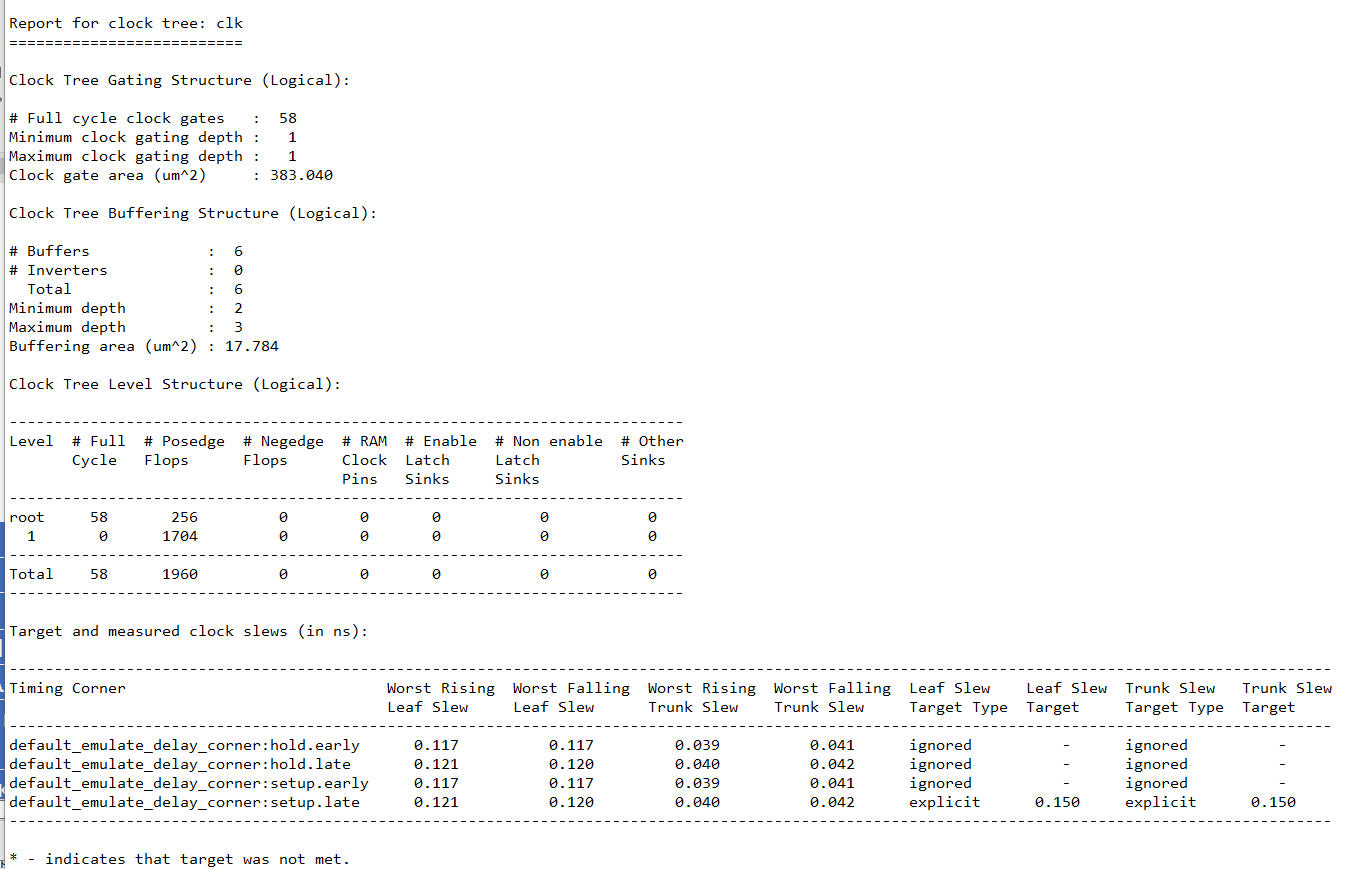 Report for clock tree: clk
==========================
Clock Tree Gating Structure (Logical):
# Full cycle clock gates   :  58
Minimum clock gating depth :   1
Maximum clock gating depth :   1
Clock gate area (um^2)     : 383.040
Clock Tree Buffering Structure (Logical):
# Buffers             :  6
# Inverters           :  0
  Total               :  6
Minimum depth         :  2
Maximum depth         :  3
Buffering area (um^2) : 17.784
Clock Tree Level Structure (Logical):
---------------------------------------------------------------------------
Level  # Full  # Posedge  # Negedge  # RAM  # Enable  # Non enable  # Other
       Cycle   Flops      Flops      Clock  Latch     Latch         Sinks
                                     Pins   Sinks     Sinks
---------------------------------------------------------------------------
root     58       256         0        0       0           0           0
  1       0      1704         0        0       0           0           0
---------------------------------------------------------------------------
Total    58      1960         0        0       0           0           0
---------------------------------------------------------------------------
Target and measured clock slews (in ns):
---------------------------------------------------------------------------------------------------------------------------------------------------
Timing Corner                             Worst Rising  Worst Falling  Worst Rising  Worst Falling  Leaf Slew    Leaf Slew  Trunk Slew   Trunk Slew
                                          Leaf Slew     Leaf Slew      Trunk Slew    Trunk Slew     Target Type  Target     Target Type  Target
---------------------------------------------------------------------------------------------------------------------------------------------------
default_emulate_delay_corner:hold.early      0.117          0.117         0.039         0.041       ignored          -      ignored          -
default_emulate_delay_corner:hold.late       0.121          0.120         0.040         0.042       ignored          -      ignored          -
default_emulate_delay_corner:setup.early     0.117          0.117         0.039         0.041       ignored          -      ignored          -
default_emulate_delay_corner:setup.late      0.121          0.120         0.040         0.042       explicit      0.150     explicit      0.150
---------------------------------------------------------------------------------------------------------------------------------------------------
* - indicates that target was not met.